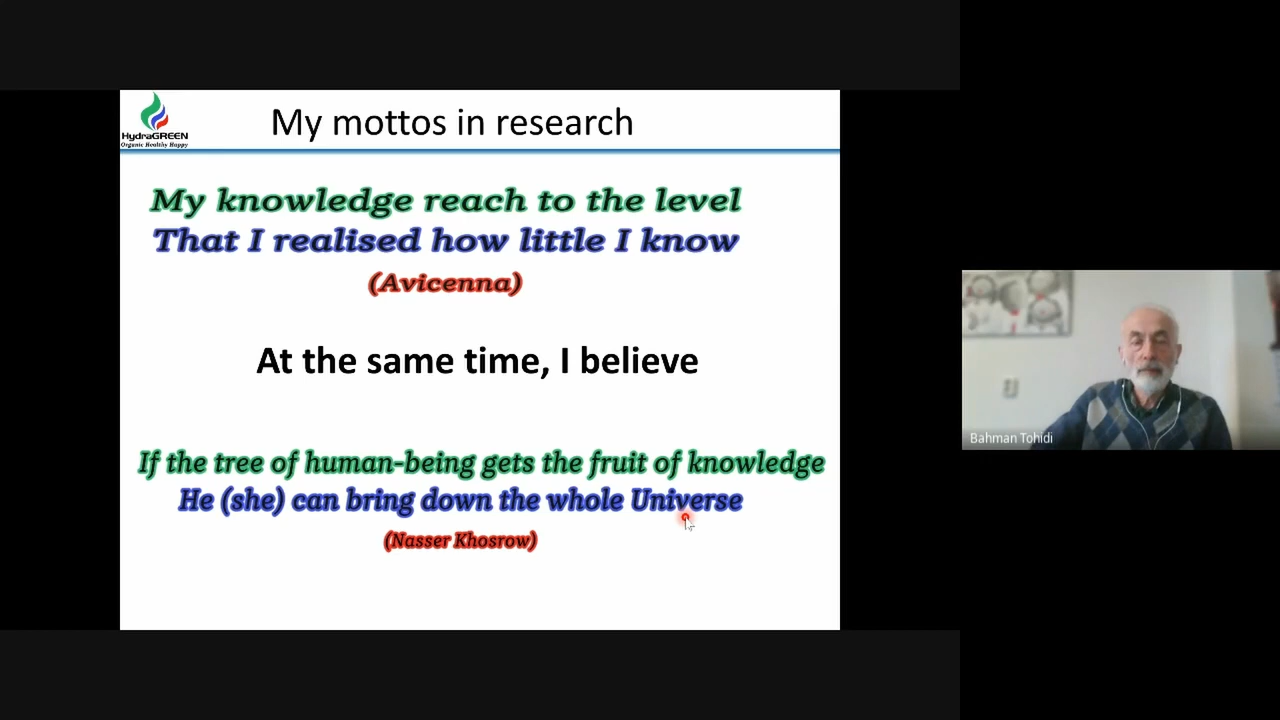 HydraGREEN
Organic Healthy Happy
My mottos in research
My knowledge reach to the level
That I realised how little I know
(Avicenna)
At the same time, I believe
If the tree of human-being gets the fruit of knowledge
He (she) can bring down the whole Universe
(Nasser Khosrow)
Bahman Tohidi